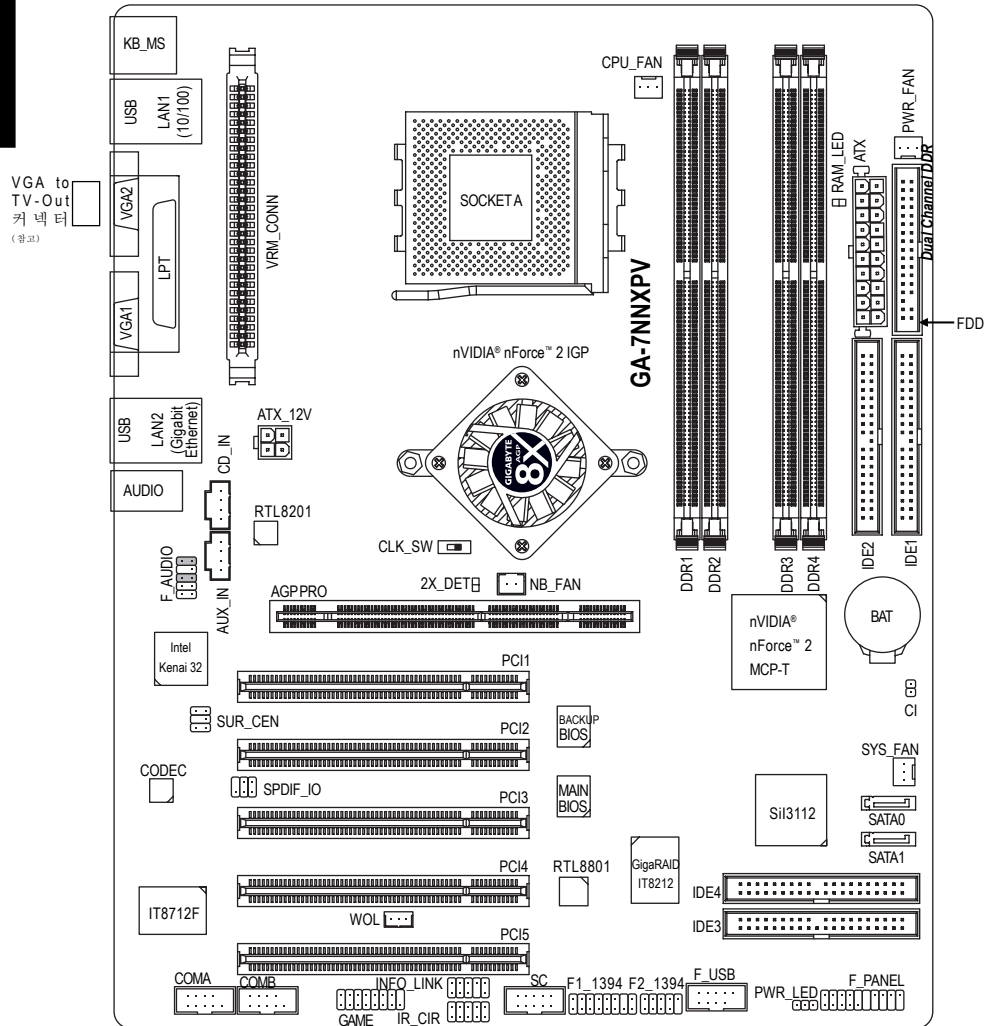 KB_MS
CPU_FAN
USB
LAN1
(10/100)
PWR_FAN
RAM_LED
ATX
VGA to
TV-Out
커넥터
(참고)
VGA2
LPT
VRM_CONN
SOCKET A
Dual Channel DDR
VGA1
GA-7NNXPV
FDD
nVIDIA® nForce™ 2 IGP
USB
LAN2
(Gigabit
Ethernet)
ATX_12V
CD_IN
GIGABYTE
AGP
8X
AUDIO
RTL8201
CLK_SW
F_AUDIO
AUX_IN
2X_DET
NB_FAN
DDR1
DDR2
DDR3
DDR4
IDE2
IDE1
AGP PRO
Intel
Kenai 32
nVIDIA®
nForce™ 2
MCP-T
BAT
PCI1
CI
SUR_CEN
PCI2
BACKUP
BIOS
SYS_FAN
CODEC
SPDIF_IO
PCI3
MAIN
BIOS
SiI3112
SATA0
SATA1
PCI4
RTL8801
GigaRAID
IT8212
IDE4
IT8712F
WOL
IDE3
PCI5
COMA
COMB
INFO_LINK
SC
F1_1394
F2_1394
F_USB
PWR_LED
F_PANEL
GAME
IR_CIR